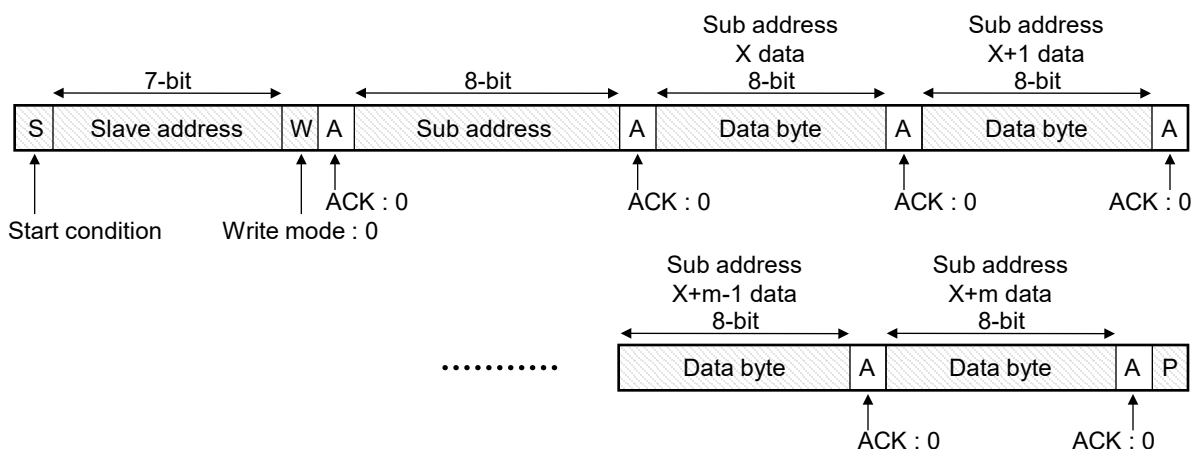 Sub address
X data
8-bit
Sub address
X+1 data
8-bit
7-bit
8-bit
S Slave address W A Sub address A Data byte A Data byte A
ACK : 0
ACK : 0
ACK : 0
ACK : 0
Start condition
Write mode : 0
Sub address
X+m-1 data
8-bit
Sub address
X+m data
8-bit
Data byte A Data byte A P
ACK : 0
ACK : 0